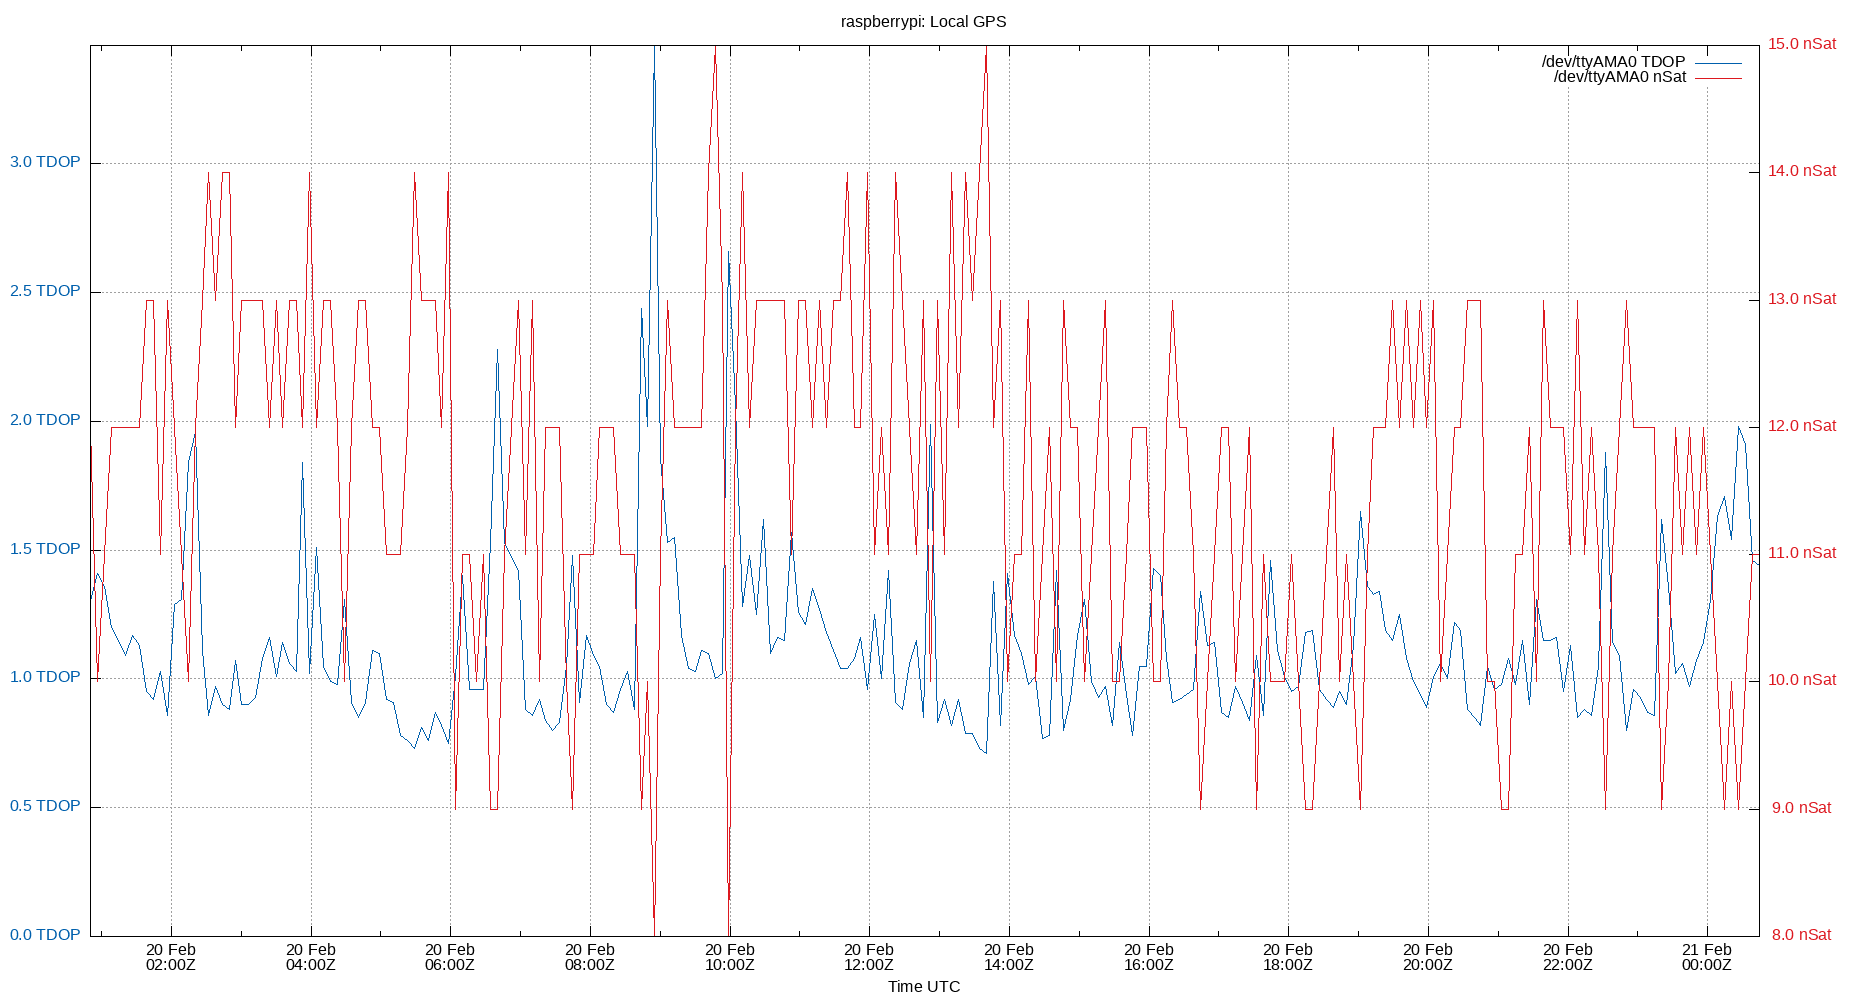 raspberrypi: Local GPS
15.0 nSat
/dev/ttyAMA0 TDOP
/dev/ttyAMA0 nSat
3.0 TDOP
14.0 nSat
2.5 TDOP
13.0 nSat
2.0 TDOP
12.0 nSat
1.5 TDOP
11.0 nSat
1.0 TDOP
10.0 nSat
0.5 TDOP
9.0 nSat
0.0 TDOP
8.0 nSat
20 Feb 20 Feb 20 Feb 20 Feb 20 Feb 20 Feb 20 Feb 20 Feb 20 Feb 20 Feb 20 Feb 21 Feb
02:00Z 04:00Z 06:00Z 08:00Z 10:00Z 12:00Z 14:00Z 16:00Z 18:00Z 20:00Z 22:00Z 00:00Z
Time UTC